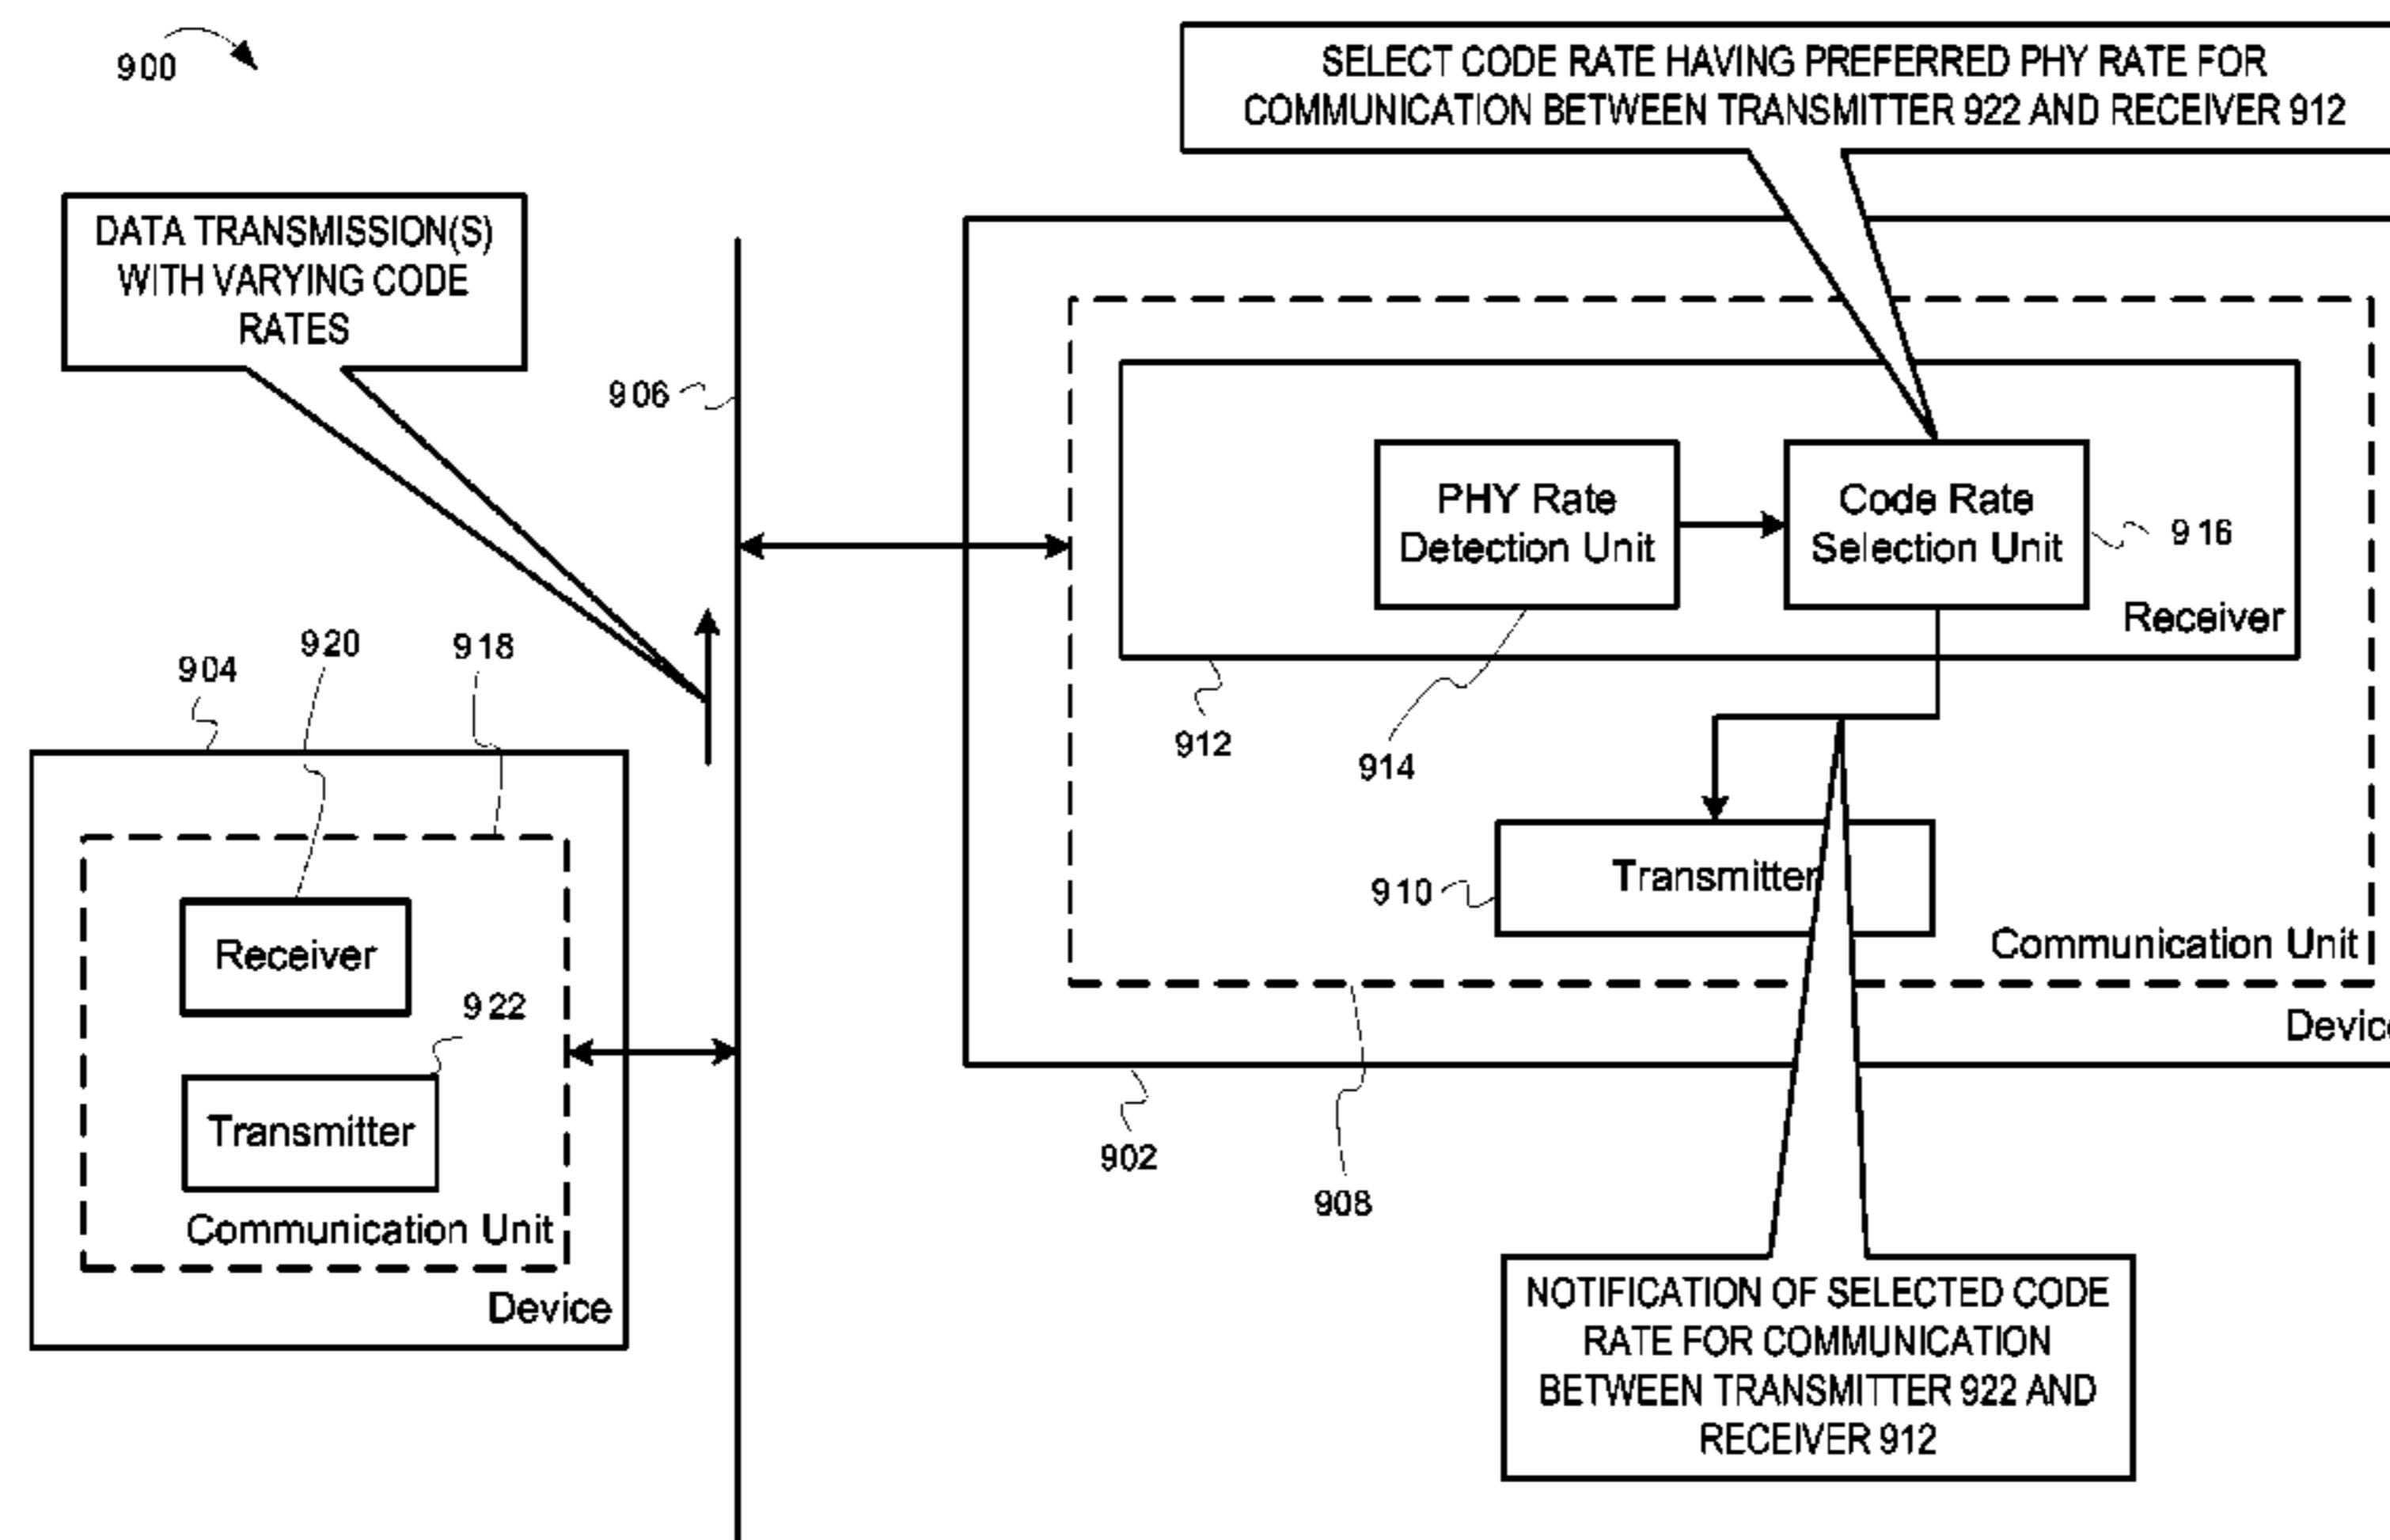 900
SELECT CODE RATE HAVING PREFERRED PHY RATE FOR
COMMUNICATION BETWEEN TRANSMITTER 922 AND RECEIVER 912
DATA TRANSMISSION(S)
WITH VARYING CODE
RATES
906
PHY Rate
Detection Unit
Code Rate
Selection Unit
916
Receiver
912
914
910
Transmitter
Communication Unit
Device
902
908
904
920
918
Receiver
922
Transmitter
Communication Unit
Device
NOTIFICATION OF SELECTED CODE
RATE FOR COMMUNICATION
BETWEEN TRANSMITTER 922 AND
RECEIVER 912